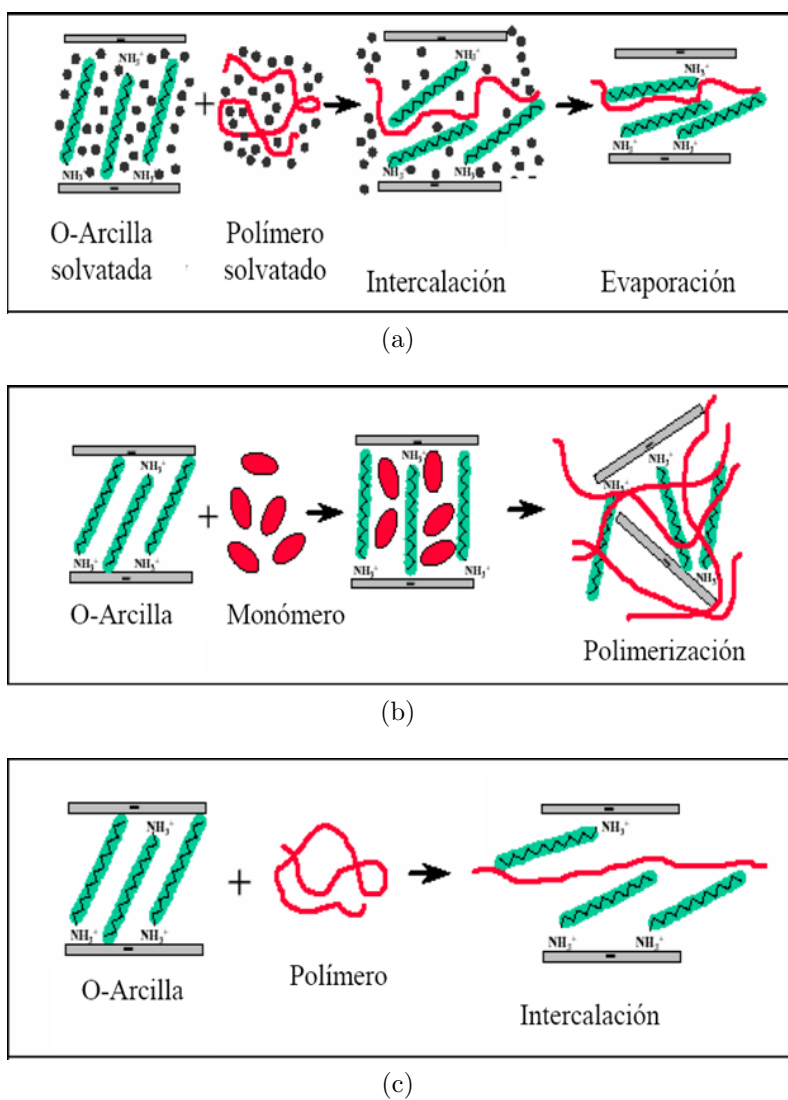 NH₃⁺
NH₃⁺
NH₃⁺
+
NH₃⁺
NH₃
NH₃⁺
NH₃⁺
NH₃⁺
NH₃⁺
O-Arcilla
solvatada
Polímero
solvatado
Intercalación
Evaporación
(a)
NH₃⁺
NH₃⁺
NH₃⁺
+
NH₃⁺
NH₃⁺
NH₃⁺
NH₃⁺
NH₃
O-Arcilla
Monómero
Polimerización
(b)
NH₃⁺
NH₃⁺
NH₃⁺
+
NH₃⁺
NH₃⁺
NH₃⁺
O-Arcilla
Polímero
Intercalación
(c)